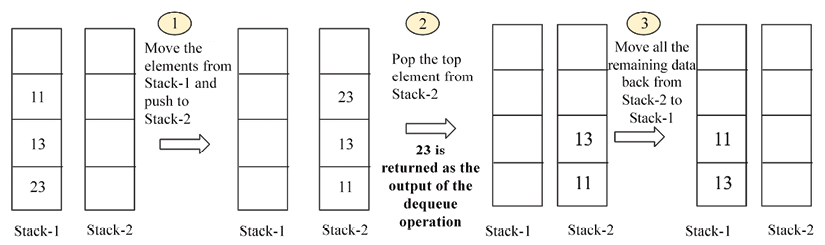 1
Move the
elements from
Stack-1 and
push to
Stack-2
2
Pop the top
element from
Stack-2
23 is
returned as the
output of the
dequeue
operation
3
Move all the
remaining data
back from
Stack-2 to
Stack-1
11
13
23
23
13
11
13
11
11
13
Stack-1
Stack-2
Stack-1
Stack-2
Stack-1
Stack-2
Stack-1
Stack-2